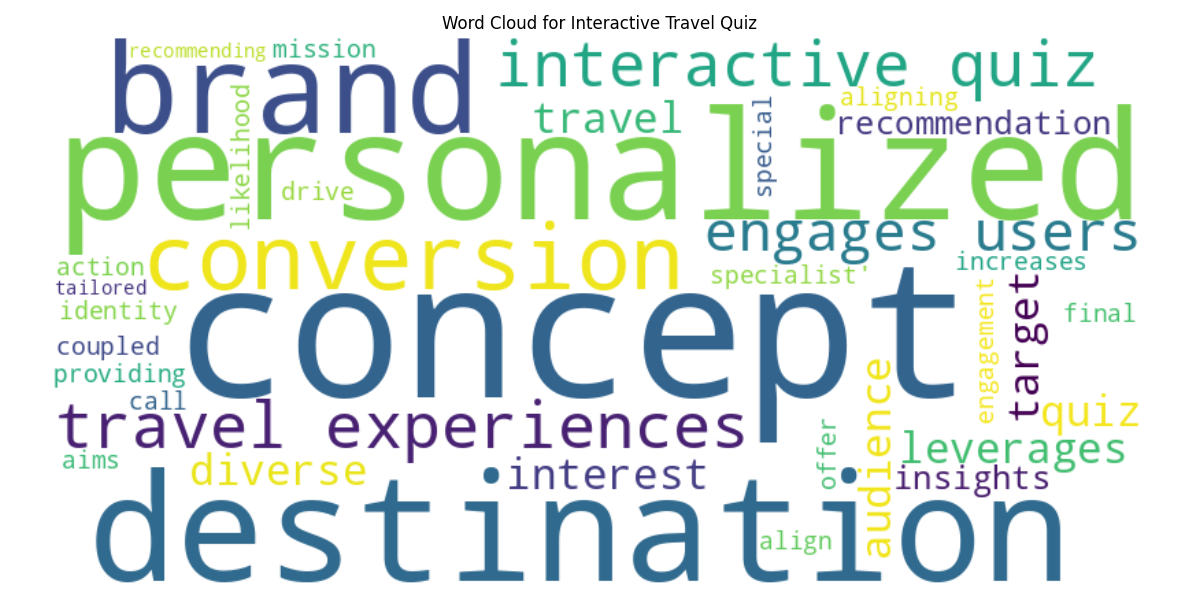 Word Cloud for Interactive Travel Quiz
recommending
mission
brand
interactive quiz
likelihood
travel
special
aligning
recommendation
personalized
drive
conversion
engages users
action
specialist'
increases
tailored
identity
concept
engagement
target
final
coupled
providing
call
travel experiences
audience
quiz
leverages
aims
diverse
interest
offer
insights
destination
align